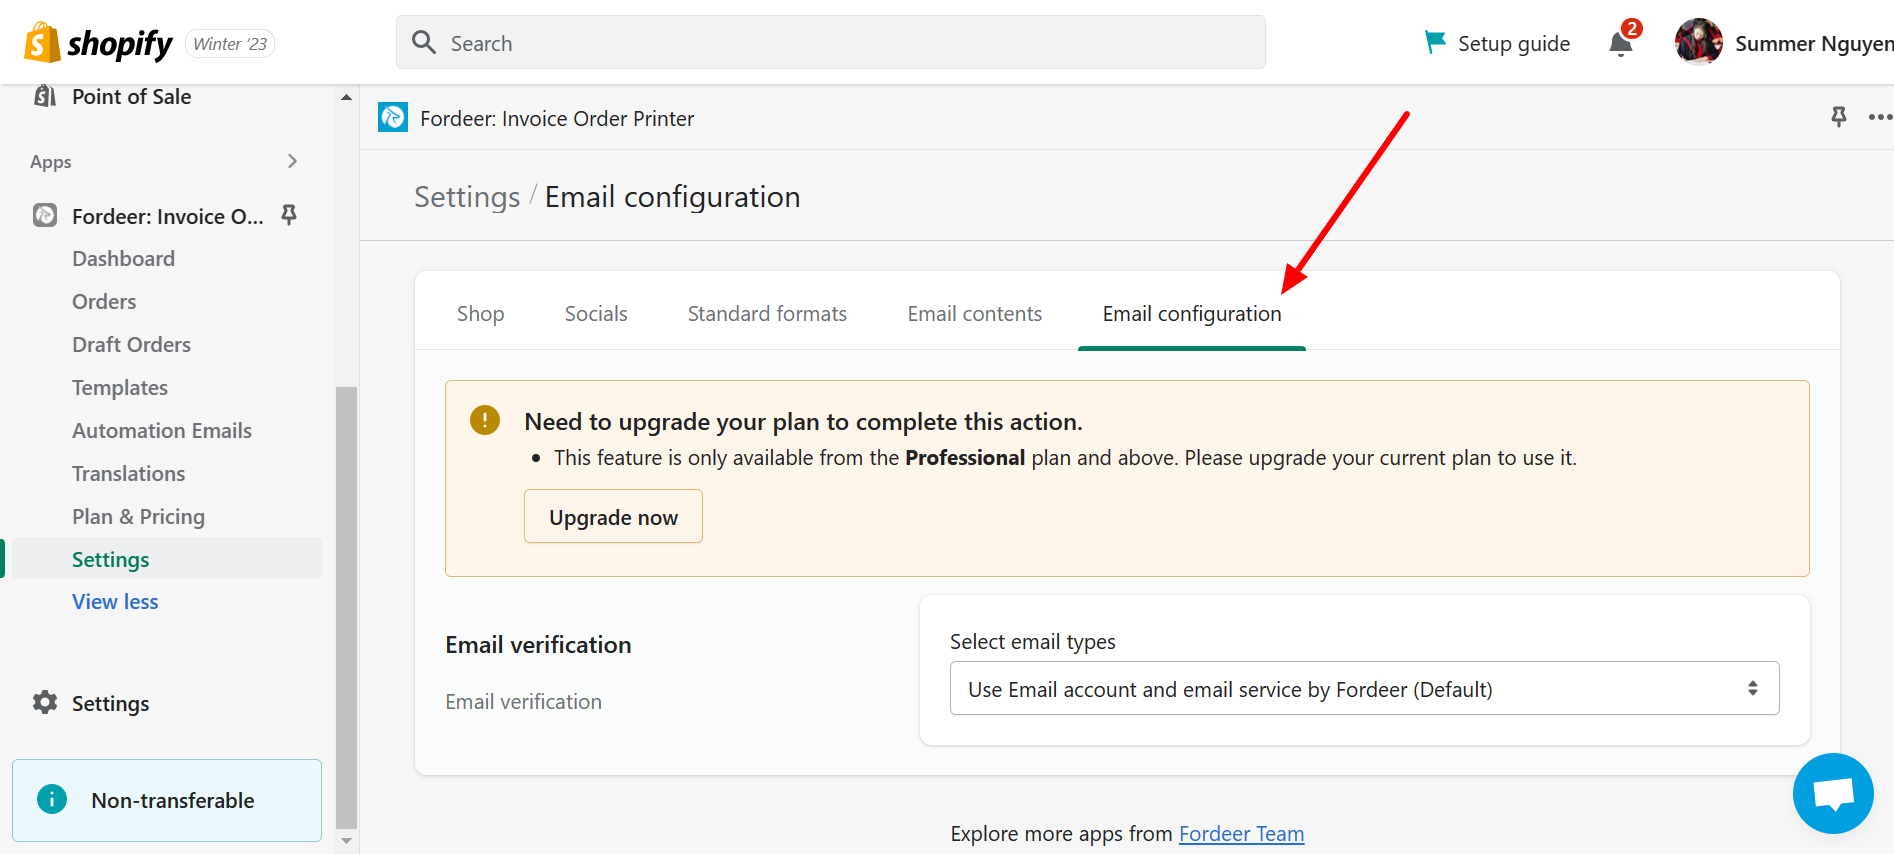 shopify
Winter ‘23
Search
Setup guide
2
Summer Nguyen
Point of Sale
Apps
Fordeer: Invoice O...
Dashboard
Orders
Draft Orders
Templates
Automation Emails
Translations
Plan & Pricing
Settings
View less
Settings
Non-transferable
Fordeer: Invoice Order Printer
Settings / Email configuration
Shop Socials Standard formats Email contents Email configuration
Need to upgrade your plan to complete this action.
• This feature is only available from the Professional plan and above. Please upgrade your current plan to use it.
Upgrade now
Email verification
Email verification
Select email types
Use Email account and email service by Fordeer (Default)
Explore more apps from Fordeer Team